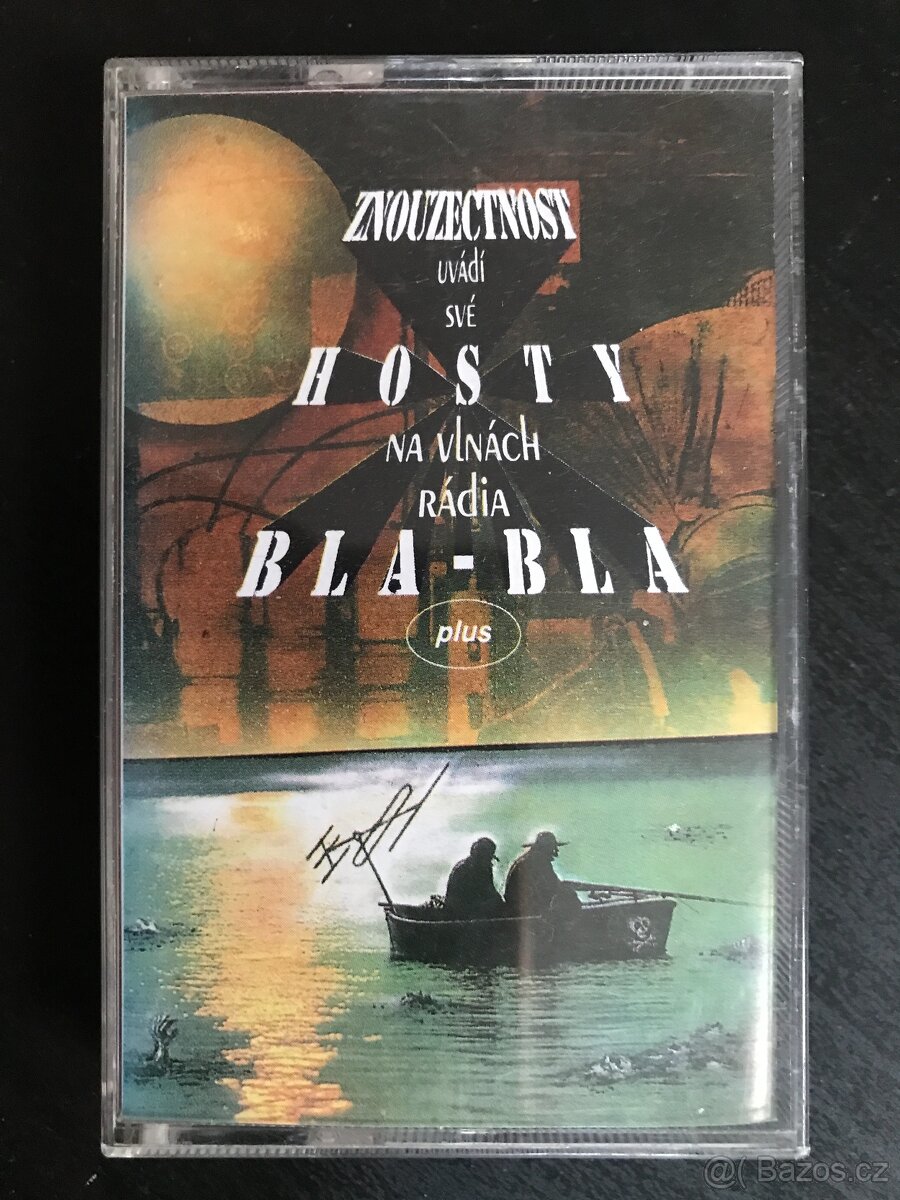 ZNOUZECTNOST
UVÁdÍ
SVÉ
HOSTY
NA VlNÁCH
RÁdiA
BLA-BLA
plus
@( Bazos.cz